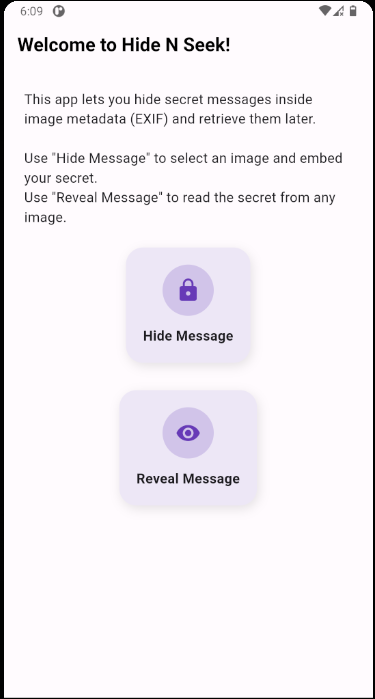 6:09
Welcome to Hide N Seek!
This app lets you hide secret messages inside
image metadata (EXIF) and retrieve them later.
Use "Hide Message" to select an image and embed
your secret.
Use "Reveal Message" to read the secret from any
image.
Hide Message
Reveal Message